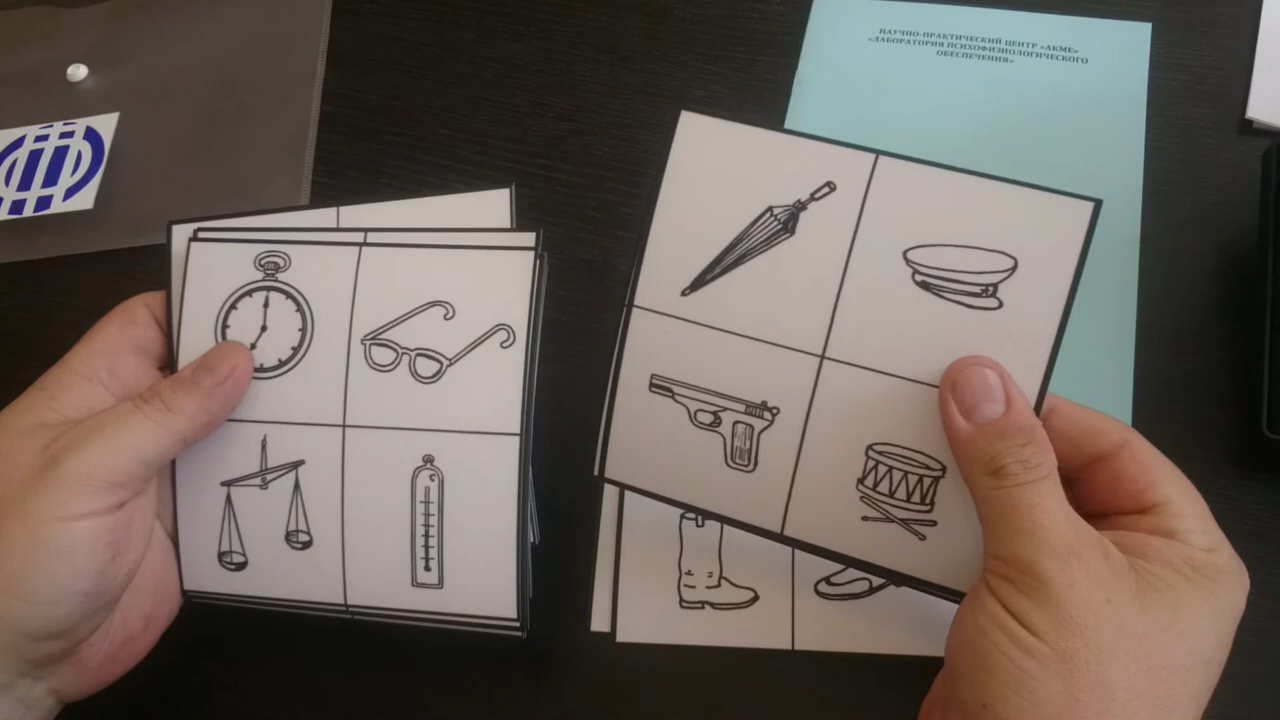 НАУЧНО-ПРАКТИЧЕСКИЙ ЦЕНТР «АКМЕ»
«ЛАБОРАТОРИЯ ПСИХОФИЗИОЛОГИЧЕСКОГО
ОБЕСПЕЧЕНИЯ»